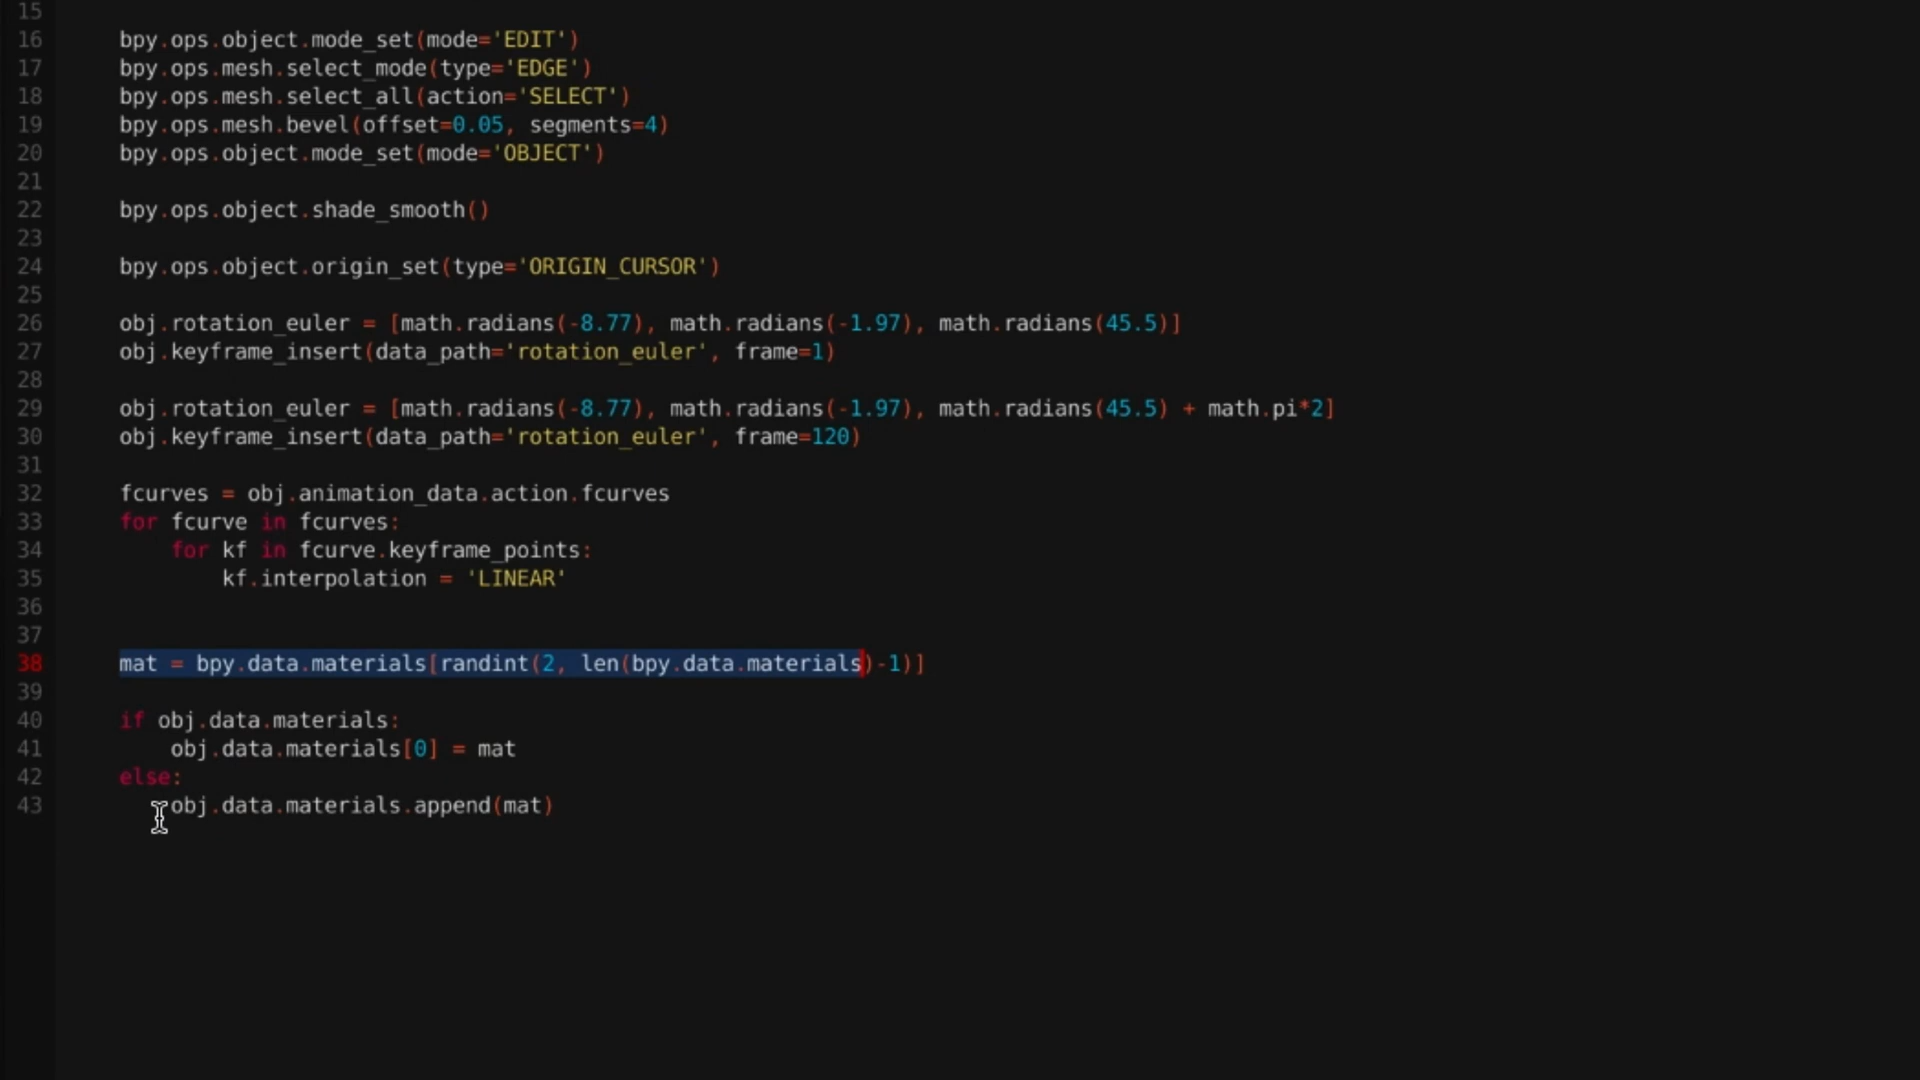 15
16 bpy.ops.object.mode_set(mode='EDIT')
17 bpy.ops.mesh.select_mode(type='EDGE')
18 bpy.ops.mesh.select_all(action='SELECT')
19 bpy.ops.mesh.bevel(offset=0.05, segments=4)
20 bpy.ops.object.mode_set(mode='OBJECT')
21
22 bpy.ops.object.shade_smooth()
23
24 bpy.ops.object.origin_set(type='ORIGIN_CURSOR')
25
26 obj.rotation_euler = [math.radians(-8.77), math.radians(-1.97), math.radians(45.5)]
27 obj.keyframe_insert(data_path='rotation_euler', frame=1)
28
29 obj.rotation_euler = [math.radians(-8.77), math.radians(-1.97), math.radians(45.5) + math.pi*2]
30 obj.keyframe_insert(data_path='rotation_euler', frame=120)
31
32 fcurves = obj.animation_data.action.fcurves
33 for fcurve in fcurves:
34     for kf in fcurve.keyframe_points:
35         kf.interpolation = 'LINEAR'
36
37
38 mat = bpy.data.materials[randint(2, len(bpy.data.materials)-1)]
39
40 if obj.data.materials:
41     obj.data.materials[0] = mat
42 else:
43     obj.data.materials.append(mat)